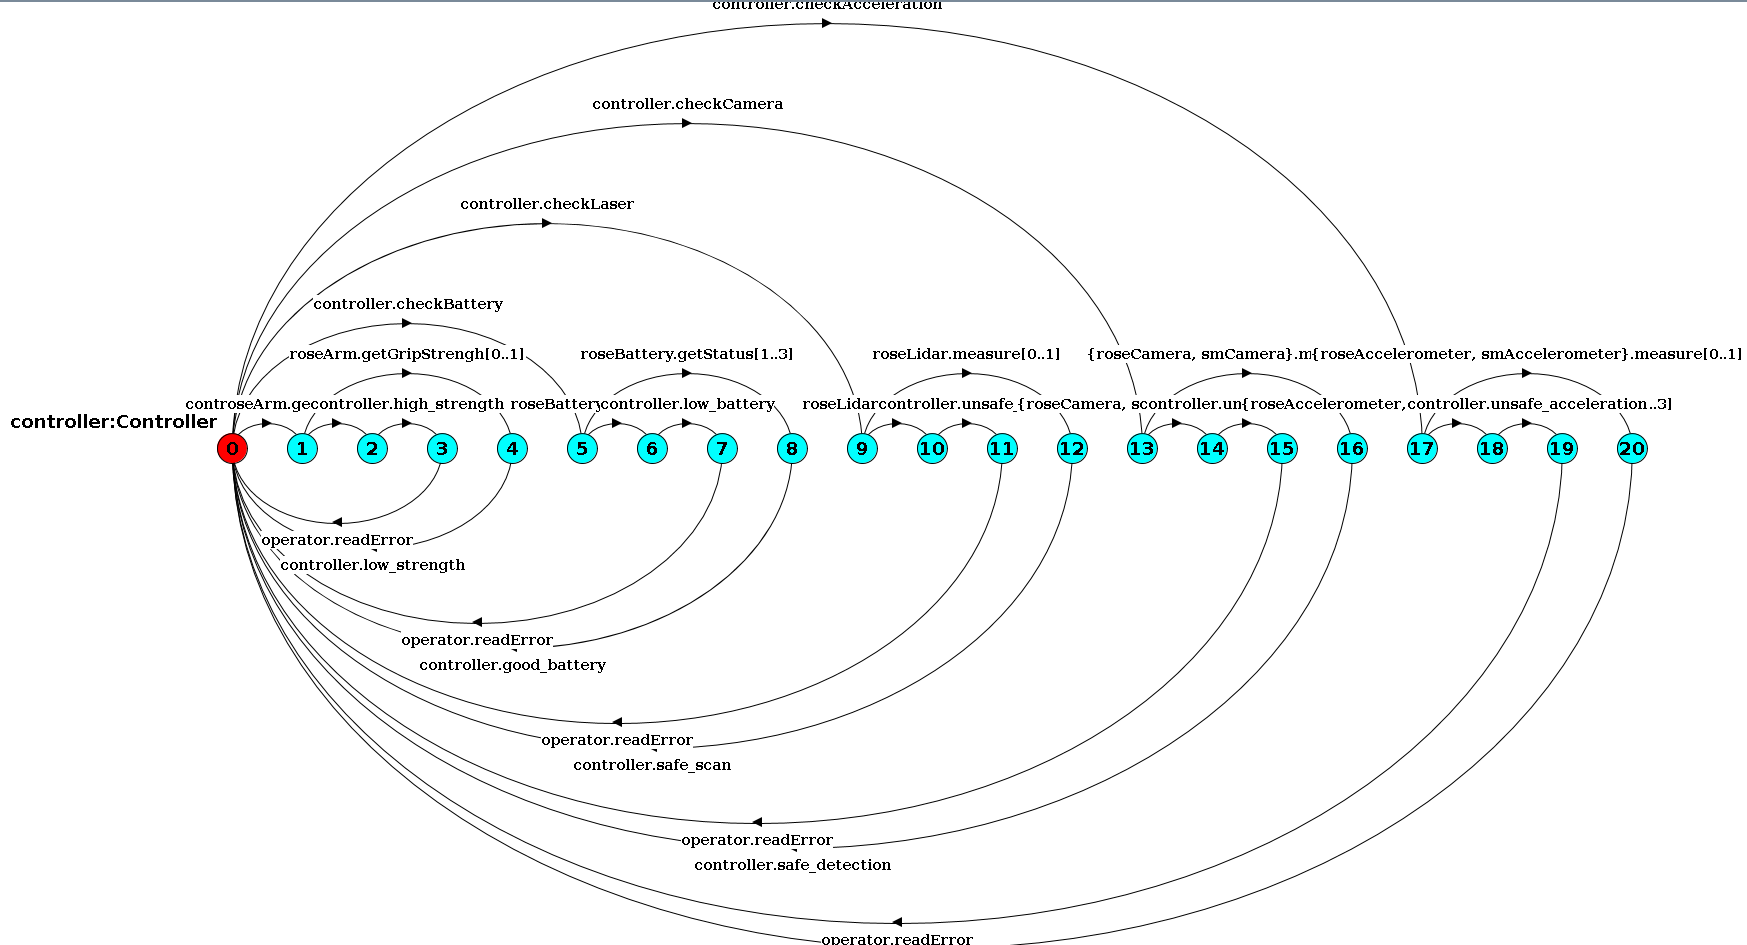 controller.checkAcceleration
controller.checkCamera
controller.checkLaser
controller.checkBattery
roseArm.getGripStrengh[0..1]
roseBattery.getStatus[1..3]
roseLidar.measure[0..1]
{roseCamera, smCamera}.m{roseAccelerometer, smAccelerometer}.measure[0..1]
controseArm.gecontroller.high_strength
roseBatterycontroller.low_battery
roseLidarcontroller.unsafe_{roseCamera, scontroller.un{roseAccelerometer,controller.unsafe_acceleration..3]
controller:Controller
0 1 2 3 4 5 6 7 8 9 10 11 12 13 14 15 16 17 18 19 20
operator.readError
controller.low_strength
operator.readError
controller.good_battery
operator.readError
controller.safe_scan
operator.readError
controller.safe_detection
operator.readError